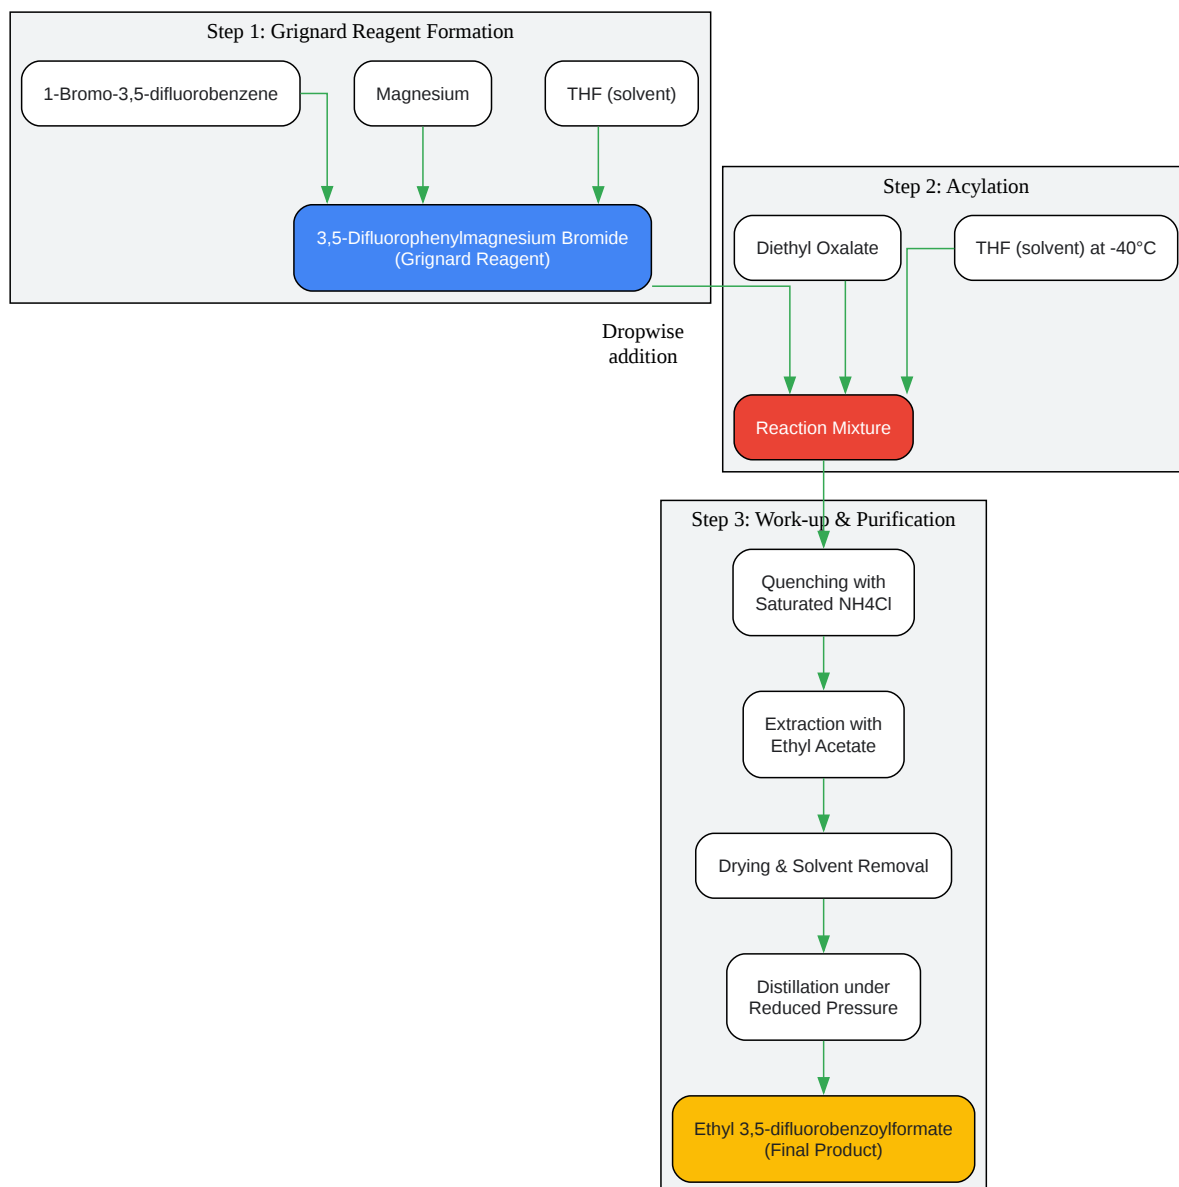 Step 1: Grignard Reagent Formation
1-Bromo-3,5-difluorobenzene
Magnesium
THF (solvent)
3,5-Difluorophenylmagnesium Bromide
(Grignard Reagent)
Step 2: Acylation
Diethyl Oxalate
THF (solvent) at -40°C
Dropwise
addition
Reaction Mixture
Step 3: Work-up & Purification
Quenching with
Saturated NH4Cl
Extraction with
Ethyl Acetate
Drying & Solvent Removal
Distillation under
Reduced Pressure
Ethyl 3,5-difluorobenzoylformate
(Final Product)